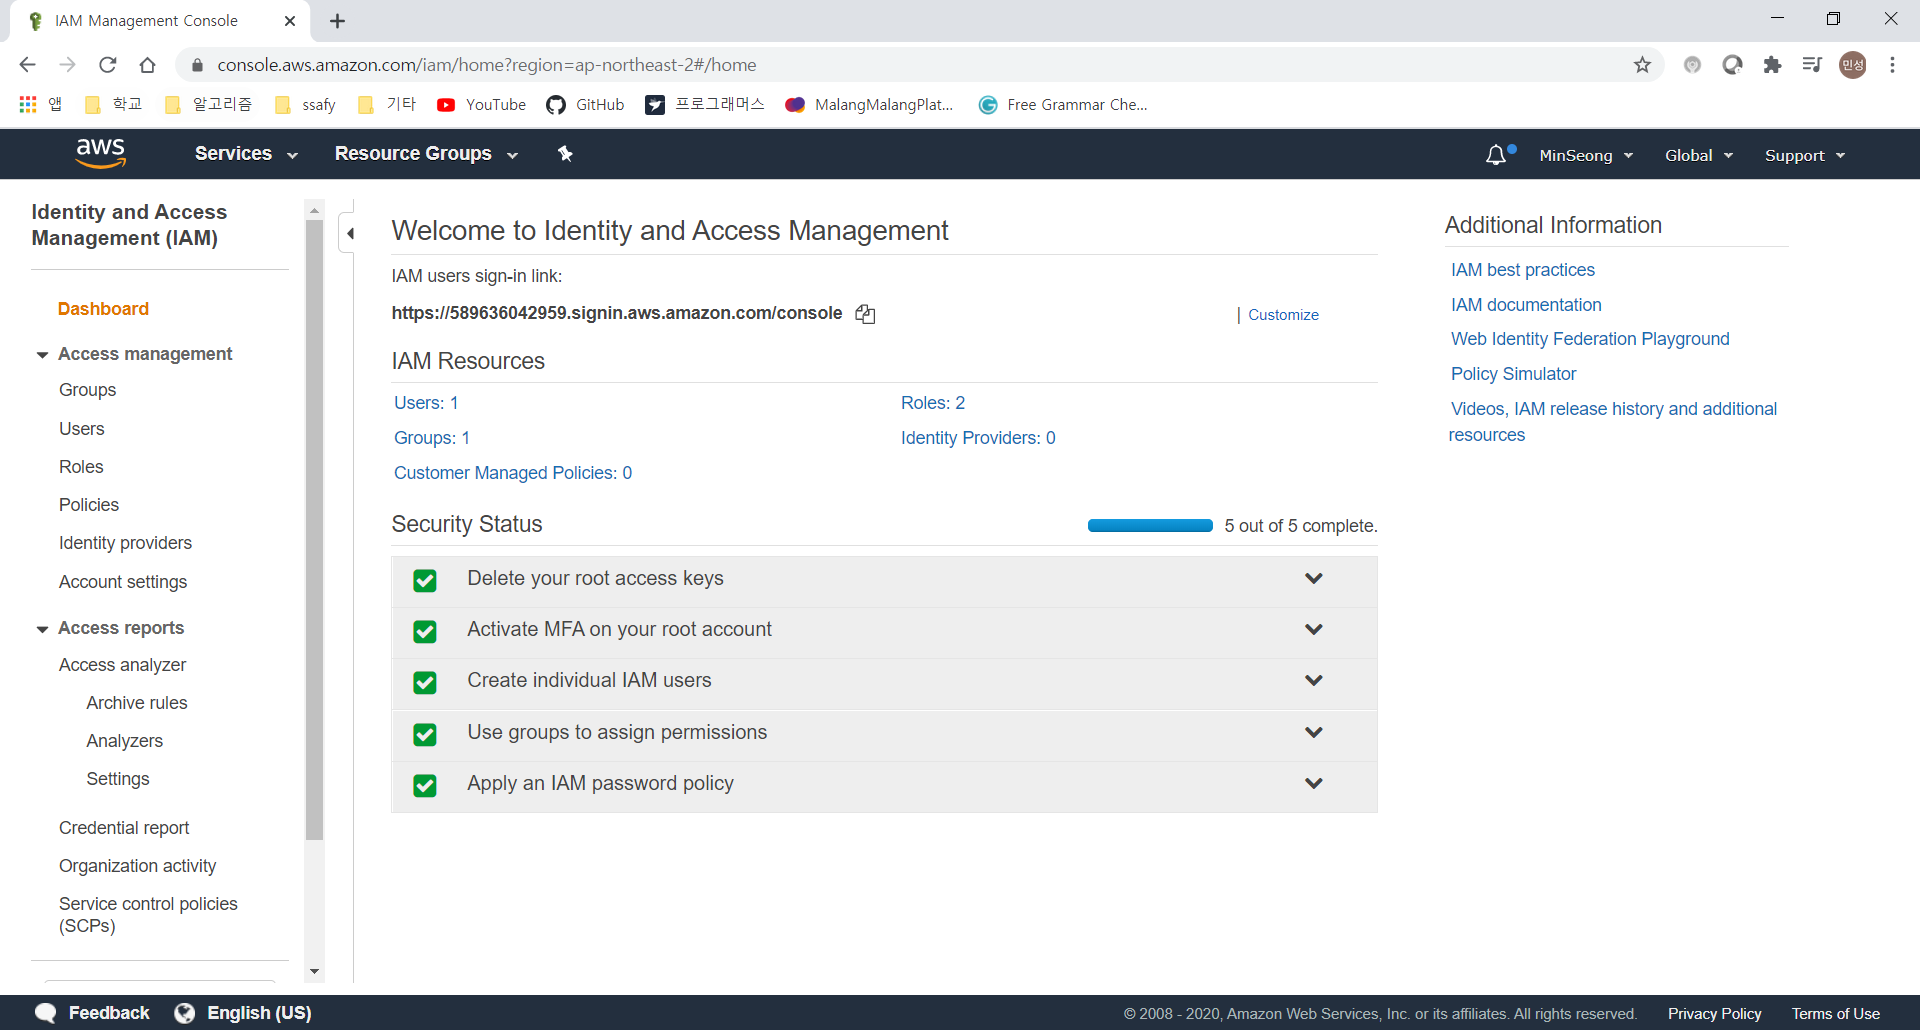 IAM Management Console
console.aws.amazon.com/iam/home?region=ap-northeast-2#/home
민성
앱 학교 알고리즘 ssafy 기타 YouTube GitHub 프로그래머스 MalangMalangPlat... Free Grammar Che...
aws Services Resource Groups MinSeong Global Support
Identity and Access
Management (IAM)
Dashboard
Access management
Groups
Users
Roles
Policies
Identity providers
Account settings
Access reports
Access analyzer
Archive rules
Analyzers
Settings
Credential report
Organization activity
Service control policies
(SCPs)
Welcome to Identity and Access Management
IAM users sign-in link:
https://589636042959.signin.aws.amazon.com/console | Customize
IAM Resources
Users: 1 Roles: 2
Groups: 1 Identity Providers: 0
Customer Managed Policies: 0
Security Status 5 out of 5 complete.
Delete your root access keys
Activate MFA on your root account
Create individual IAM users
Use groups to assign permissions
Apply an IAM password policy
Additional Information
IAM best practices
IAM documentation
Web Identity Federation Playground
Policy Simulator
Videos, IAM release history and additional
resources
Feedback English (US) © 2008 - 2020, Amazon Web Services, Inc. or its affiliates. All rights reserved. Privacy Policy Terms of Use